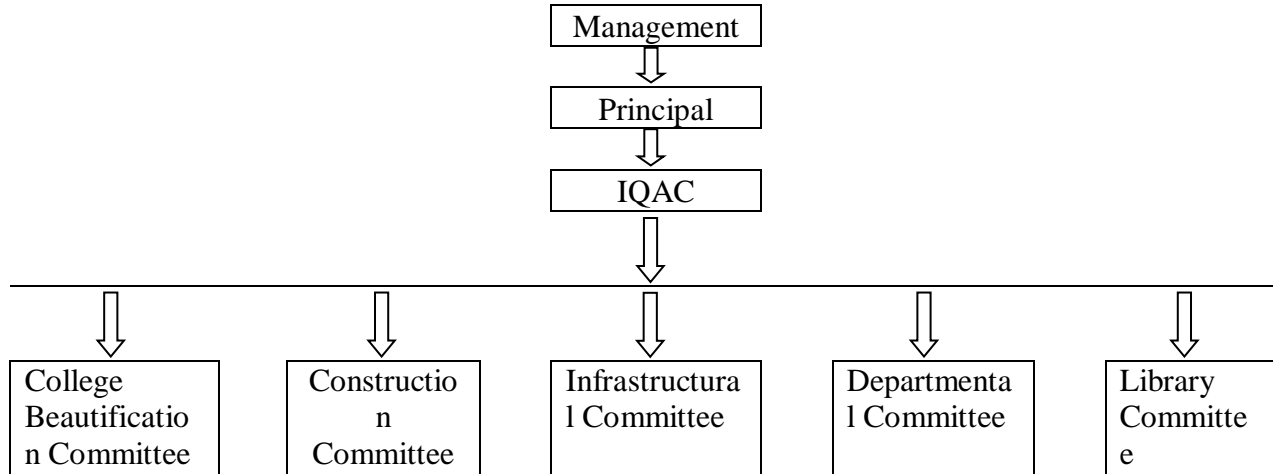 Management
Principal
IQAC
College
Beautificatio
n Committee
Constructio
n
Committee
Infrastructura
l Committee
Departmenta
l Committee
Library
Committe
e